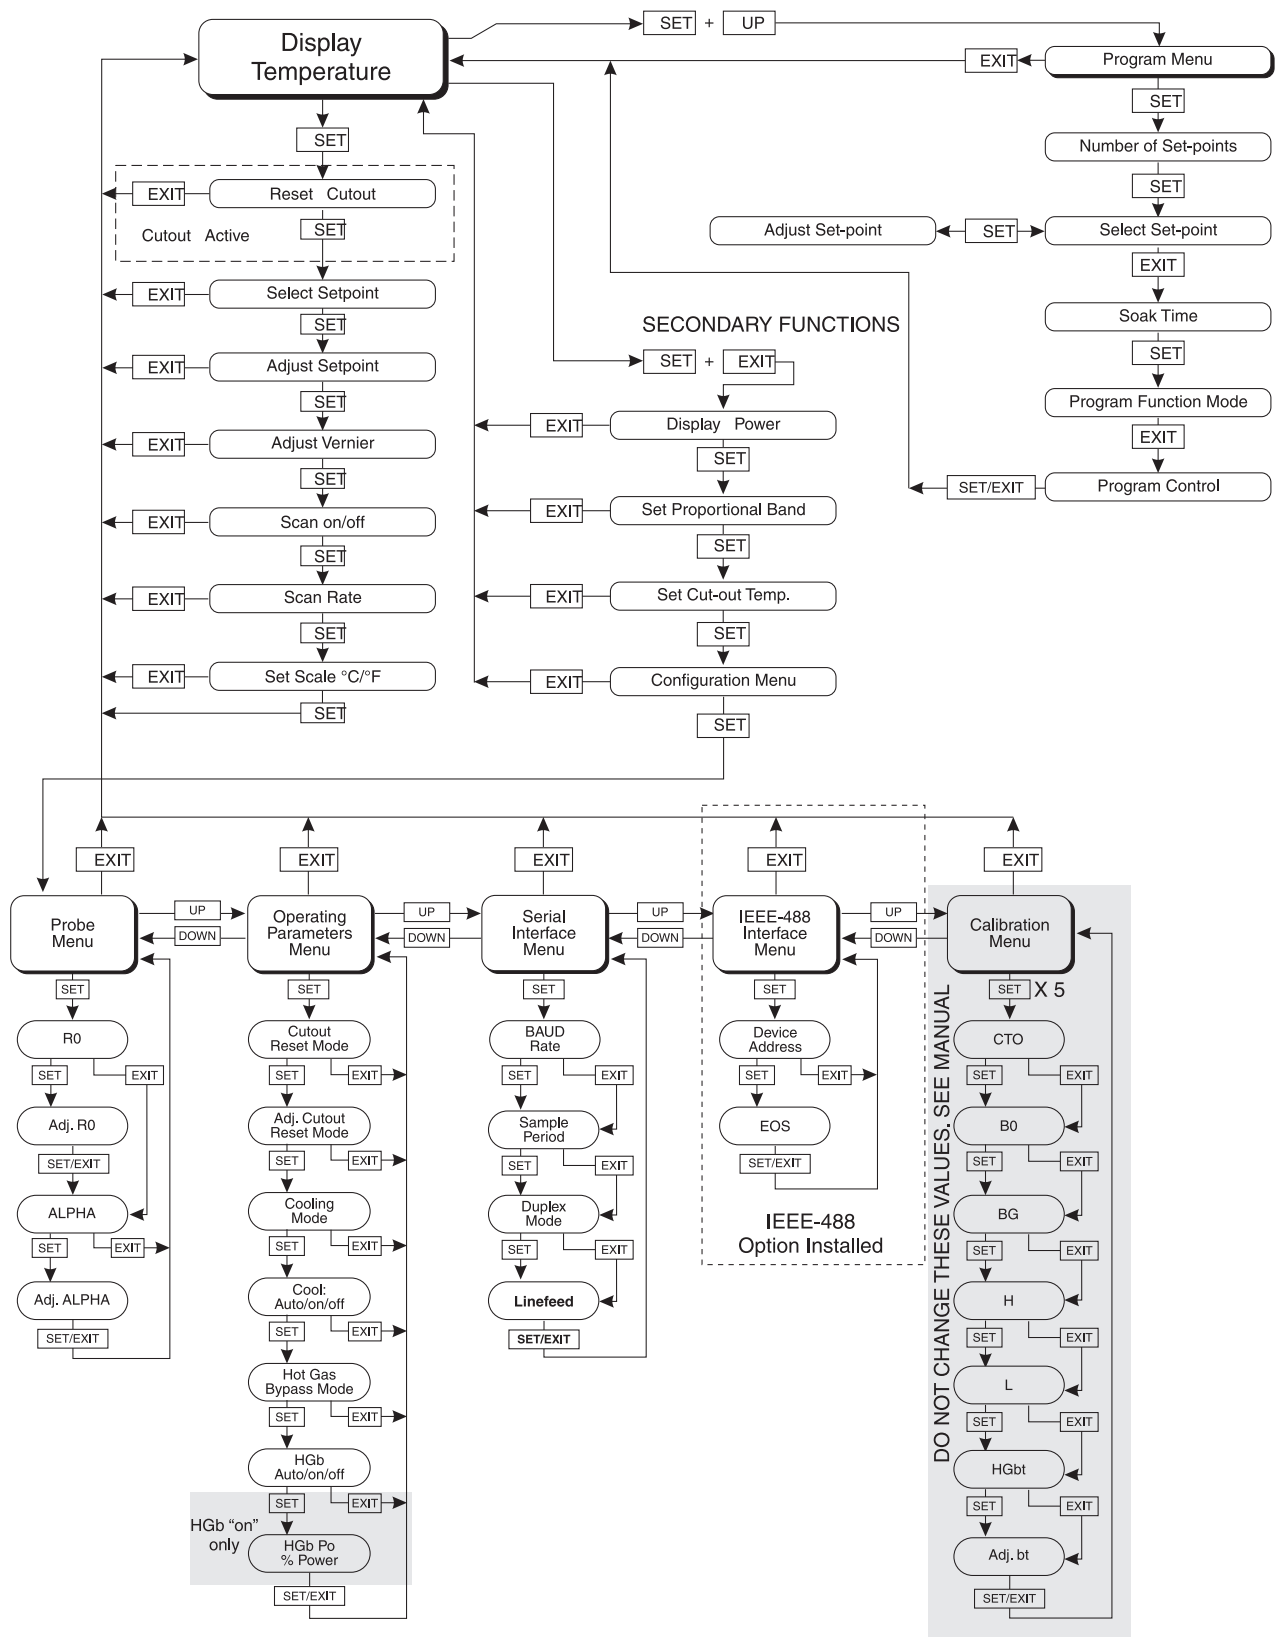 Display
Temperature
SET + UP
EXIT
Program Menu
SET
Number of Set-points
SET
Adjust Set-point
SET
Select Set-point
EXIT
Soak Time
SET
Program Function Mode
EXIT
SET/EXIT
Program Control
SET
EXIT
Reset Cutout
SET
Cutout Active
EXIT
Select Setpoint
SET
EXIT
Adjust Setpoint
SET
EXIT
Adjust Vernier
SET
EXIT
Scan on/off
SET
EXIT
Scan Rate
SET
EXIT
Set Scale °C/°F
SET
SECONDARY FUNCTIONS
SET + EXIT
EXIT
Display Power
SET
EXIT
Set Proportional Band
SET
EXIT
Set Cut-out Temp.
SET
EXIT
Configuration Menu
SET
EXIT
EXIT
EXIT
EXIT
EXIT
Probe
Menu
UP
DOWN
Operating
Parameters
Menu
UP
DOWN
Serial
Interface
Menu
UP
DOWN
IEEE-488
Interface
Menu
UP
DOWN
Calibration
Menu
SET
R0
SET
EXIT
Adj. R0
SET/EXIT
ALPHA
SET
EXIT
Adj. ALPHA
SET/EXIT
SET
Cutout
Reset Mode
SET
EXIT
Adj. Cutout
Reset Mode
SET
EXIT
Cooling
Mode
SET
EXIT
Cool:
Auto/on/off
SET
EXIT
Hot Gas
Bypass Mode
SET
EXIT
HGb
Auto/on/off
SET
EXIT
HGb “on”
only
HGb Po
% Power
SET/EXIT
SET
BAUD
Rate
SET
EXIT
Sample
Period
SET
EXIT
Duplex
Mode
SET
EXIT
Linefeed
SET/EXIT
SET
Device
Address
SET
EXIT
EOS
SET/EXIT
IEEE-488
Option Installed
DO NOT CHANGE THESE VALUES. SEE MANUAL
SET X 5
CTO
SET
EXIT
B0
SET
EXIT
BG
SET
EXIT
H
SET
EXIT
L
SET
EXIT
HGbt
SET
EXIT
Adj. bt
SET/EXIT